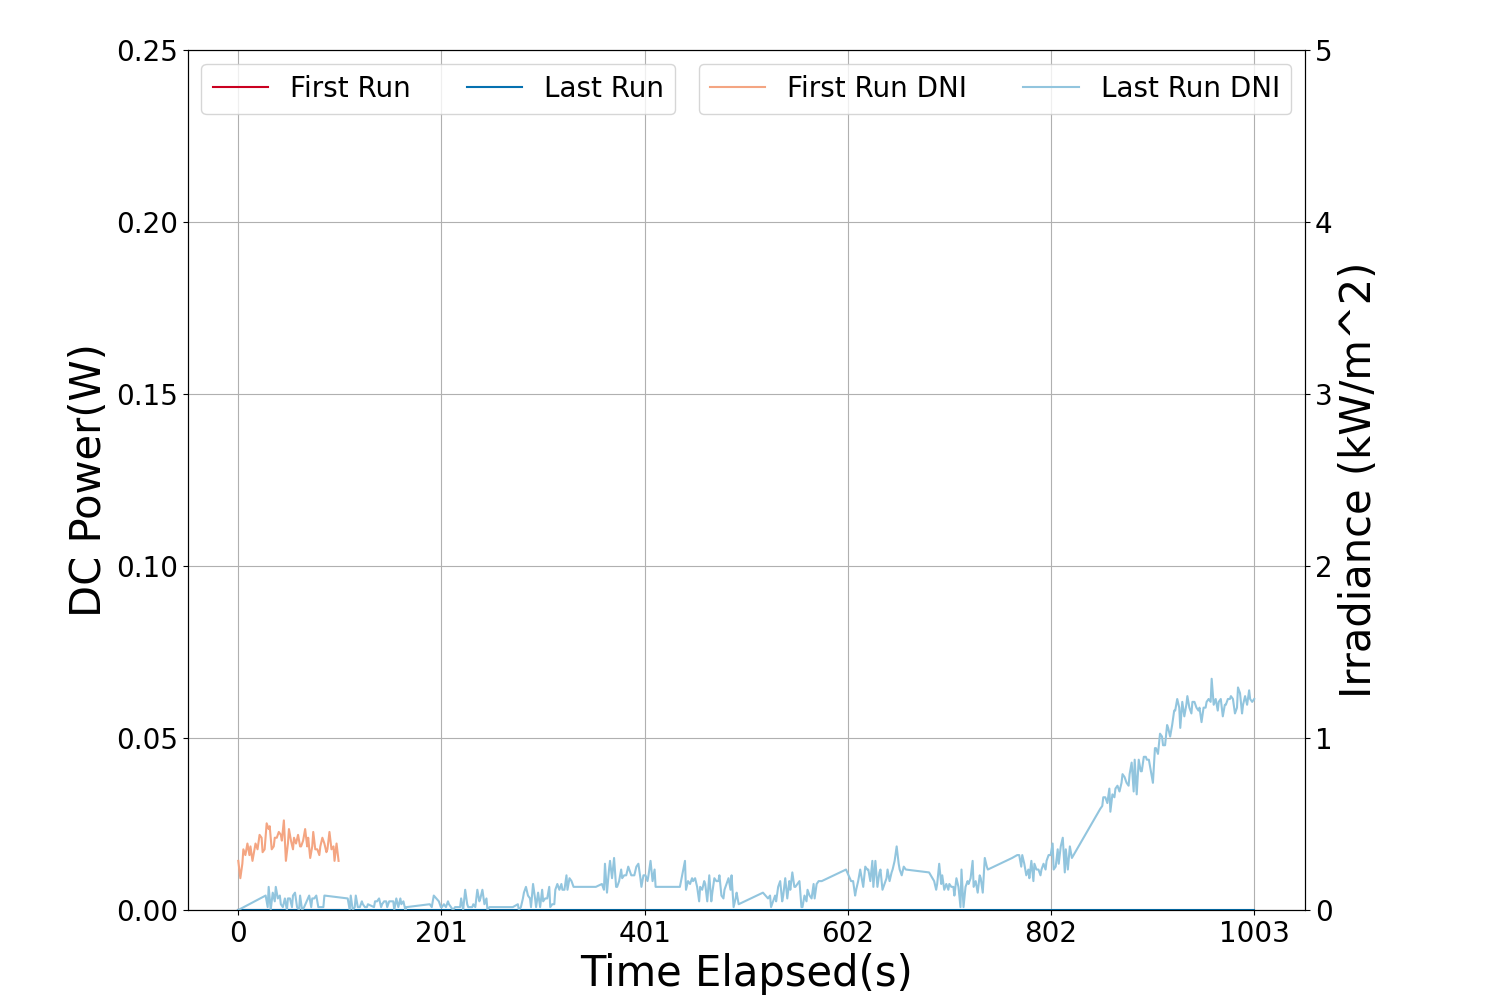 First Run
Last Run
First Run DNI
Last Run DNI
0.25
0.20
0.15
0.10
0.05
0.00
DC Power(W)
5
4
3
2
1
0
Irradiance (kW/m^2)
0
201
401
602
802
1003
Time Elapsed(s)